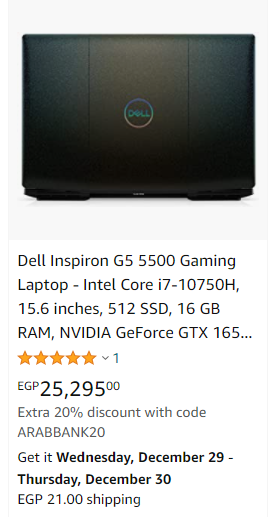 DELL
Dell Inspiron G5 5500 Gaming
Laptop - Intel Core i7-10750H,
15.6 inches, 512 SSD, 16 GB
RAM, NVIDIA GeForce GTX 165...
1
EGP25,29500
Extra 20% discount with code
ARABBANK20
Get it Wednesday, December 29 -
Thursday, December 30
EGP 21.00 shipping